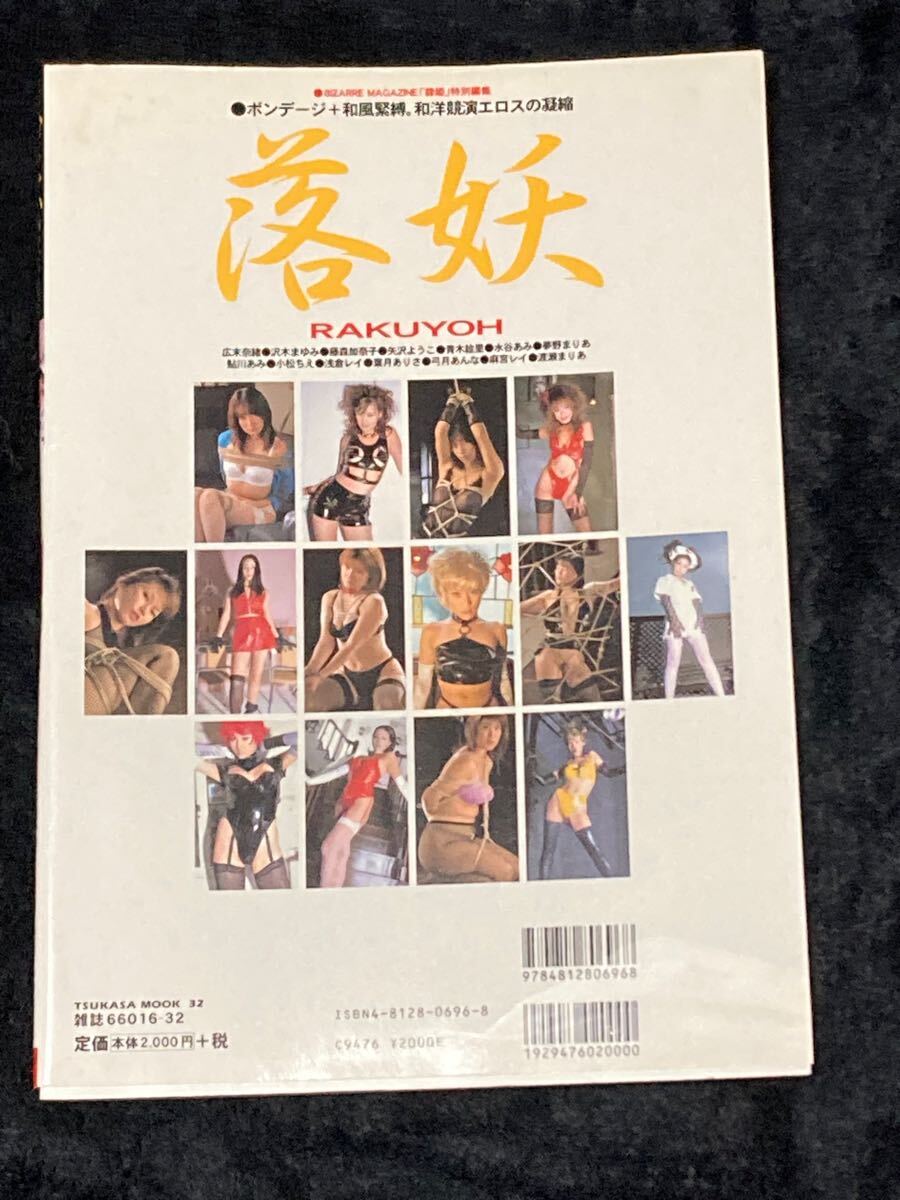 ●BIZARRE MAGAZINE「 」特別編集
●ボンデージ+和風緊縛。和洋競演エロスの凝縮
落妖
RAKUYOH
広末奈緒●沢木まゆみ●藤森加奈子●矢沢ようこ●青木絵里●水谷あみ●夢野まりあ
鮎川あみ●小松ちえ●浅倉レイ●葉月ありさ●弓月あんな●麻宮レイ●渡瀬まりあ
9784812806968
TSUKASA MOOK 32
雑誌66016-32
定価 本体2,000円+税
ISBN4-8128-0696-8
C9476 ¥2000E
1929476020000